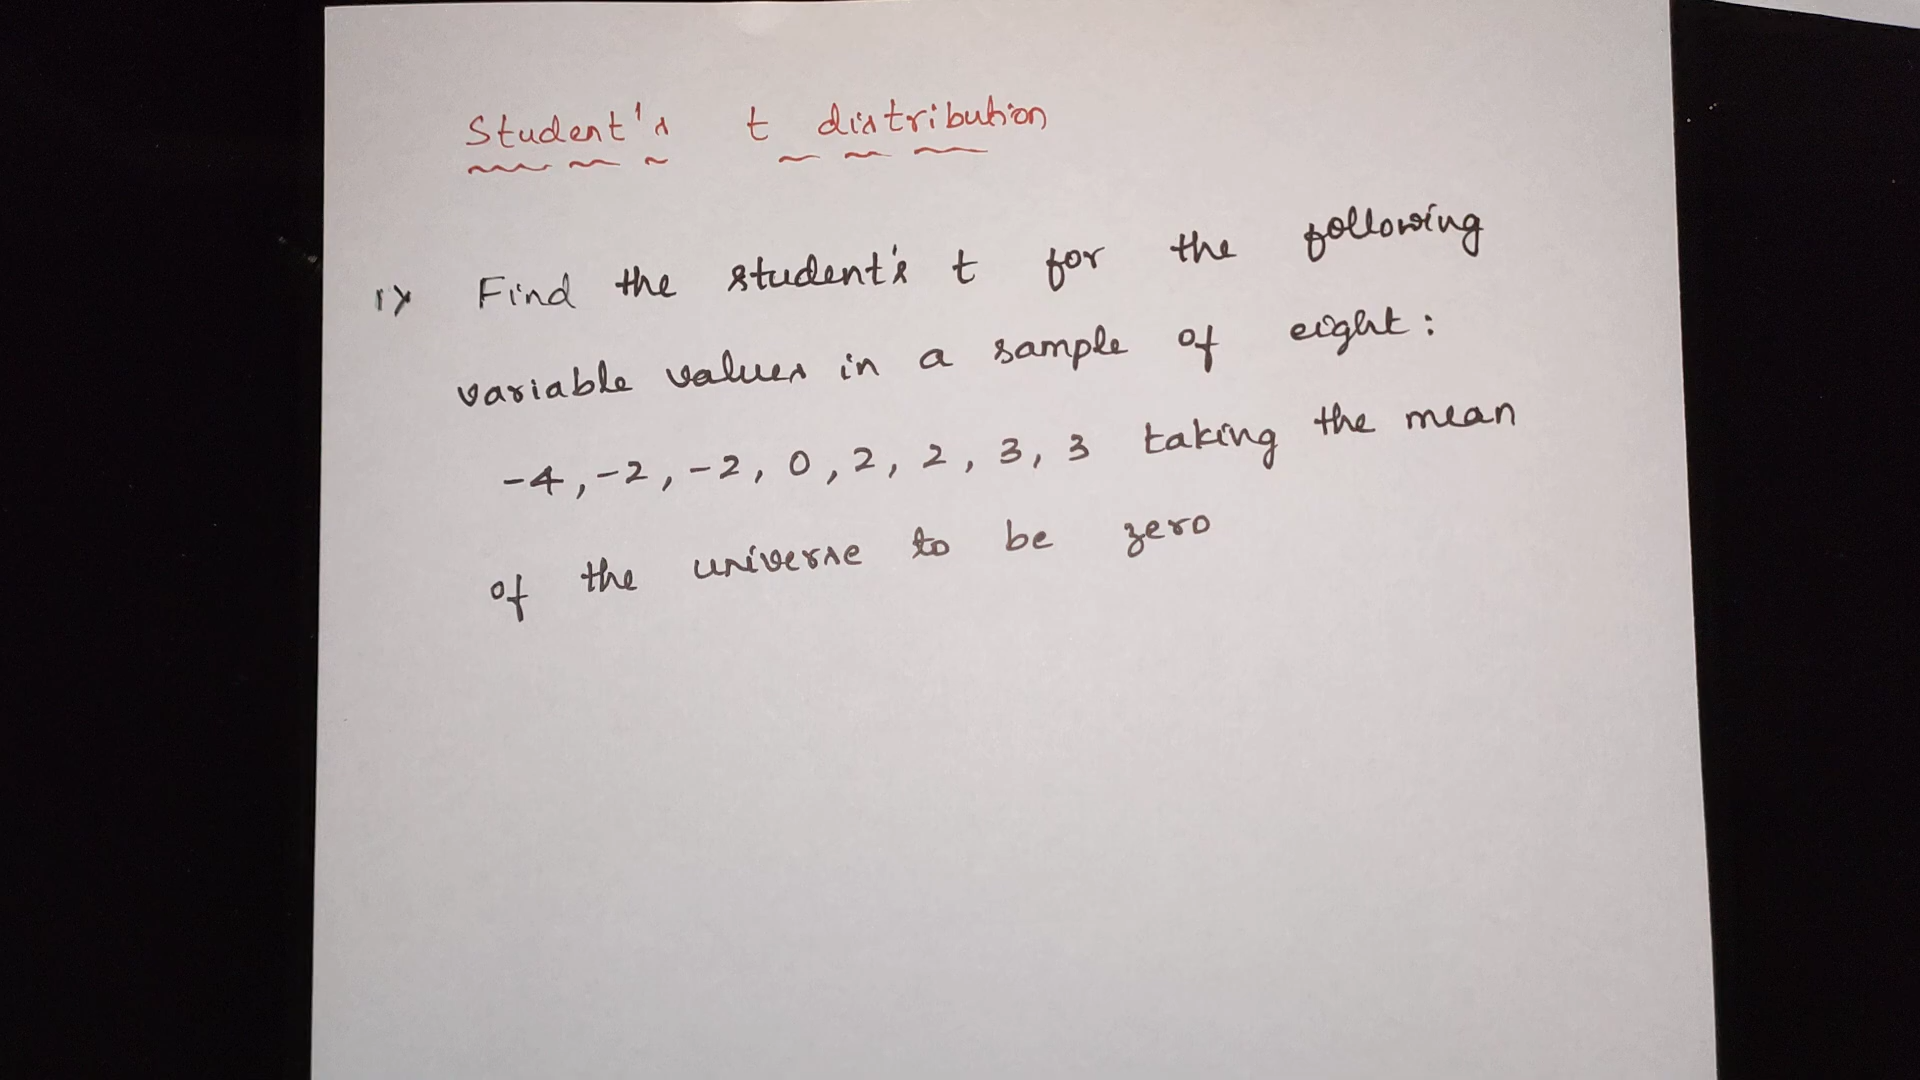 Student's t distribution
1) Find the student's t for the following
variable values in a sample of eight:
-4, -2, -2, 0, 2, 2, 3, 3 taking the mean
of the universe to be zero